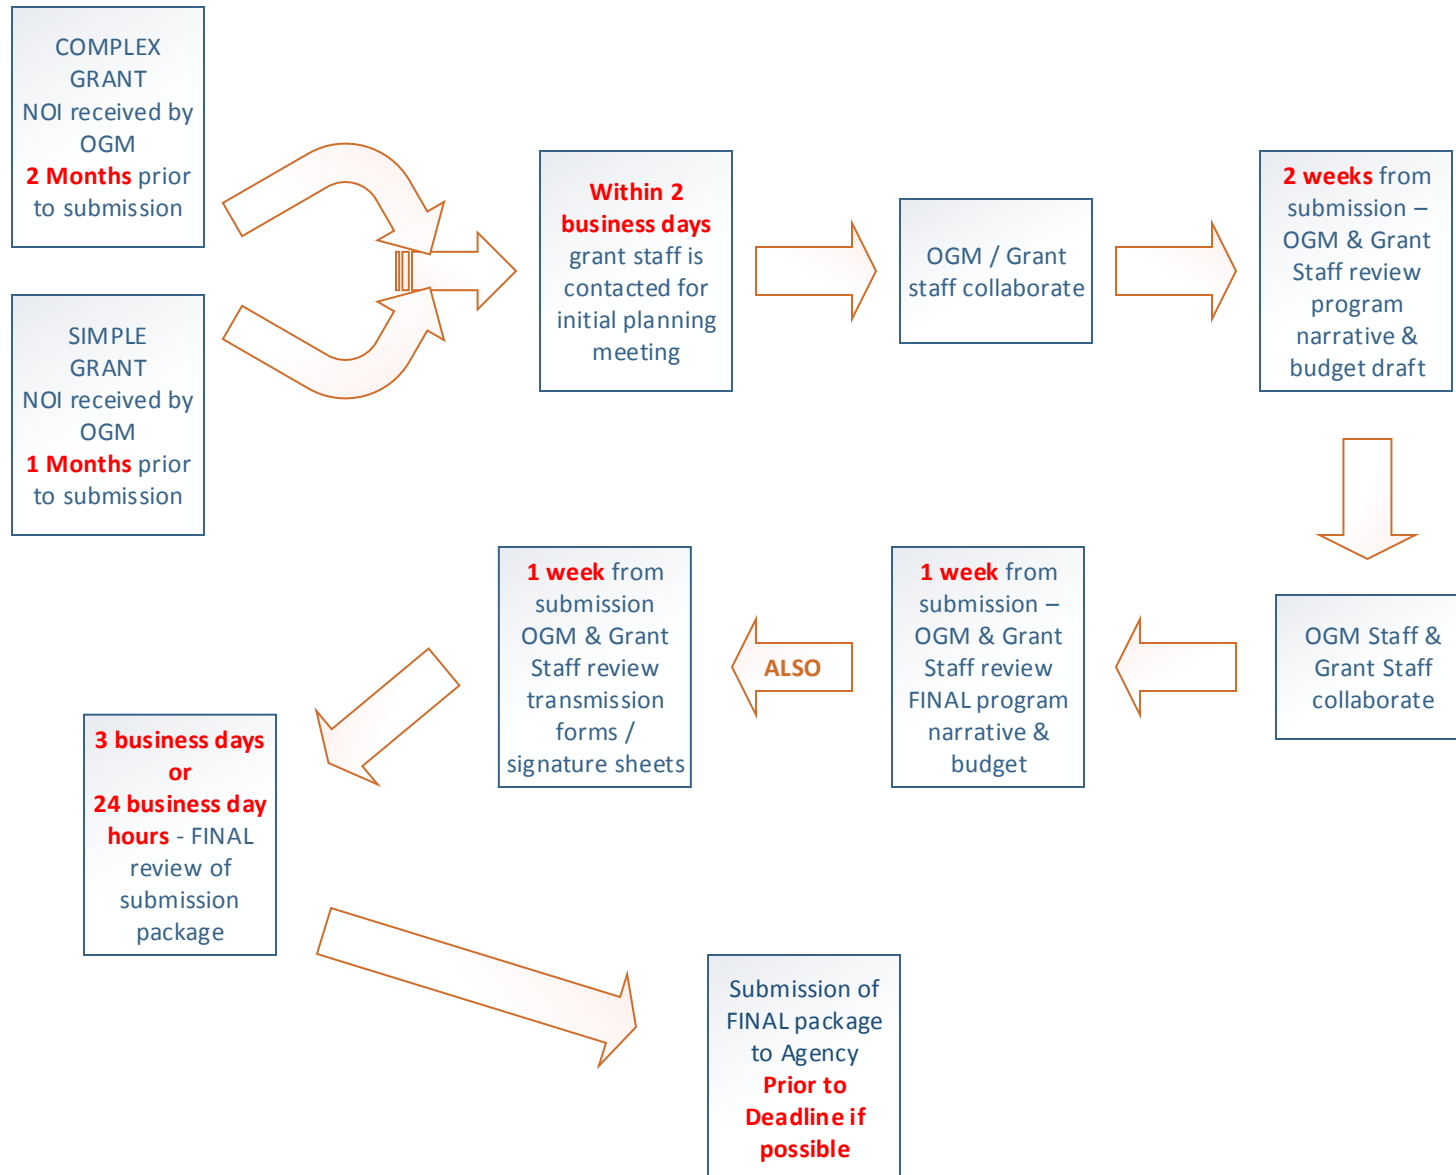 COMPLEX
GRANT
NOI received by
OGM
2 Months prior
to submission
SIMPLE
GRANT
NOI received by
OGM
1 Months prior
to submission
Within 2
business days
grant staff is
contacted for
initial planning
meeting
OGM / Grant
staff collaborate
2 weeks from
submission –
OGM & Grant
Staff review
program
narrative &
budget draft
OGM Staff &
Grant Staff
collaborate
1 week from
submission –
OGM & Grant
Staff review
FINAL program
narrative &
budget
ALSO
1 week from
submission
OGM & Grant
Staff review
transmission
forms /
signature sheets
3 business days
or
24 business day
hours - FINAL
review of
submission
package
Submission of
FINAL package
to Agency
Prior to
Deadline if
possible